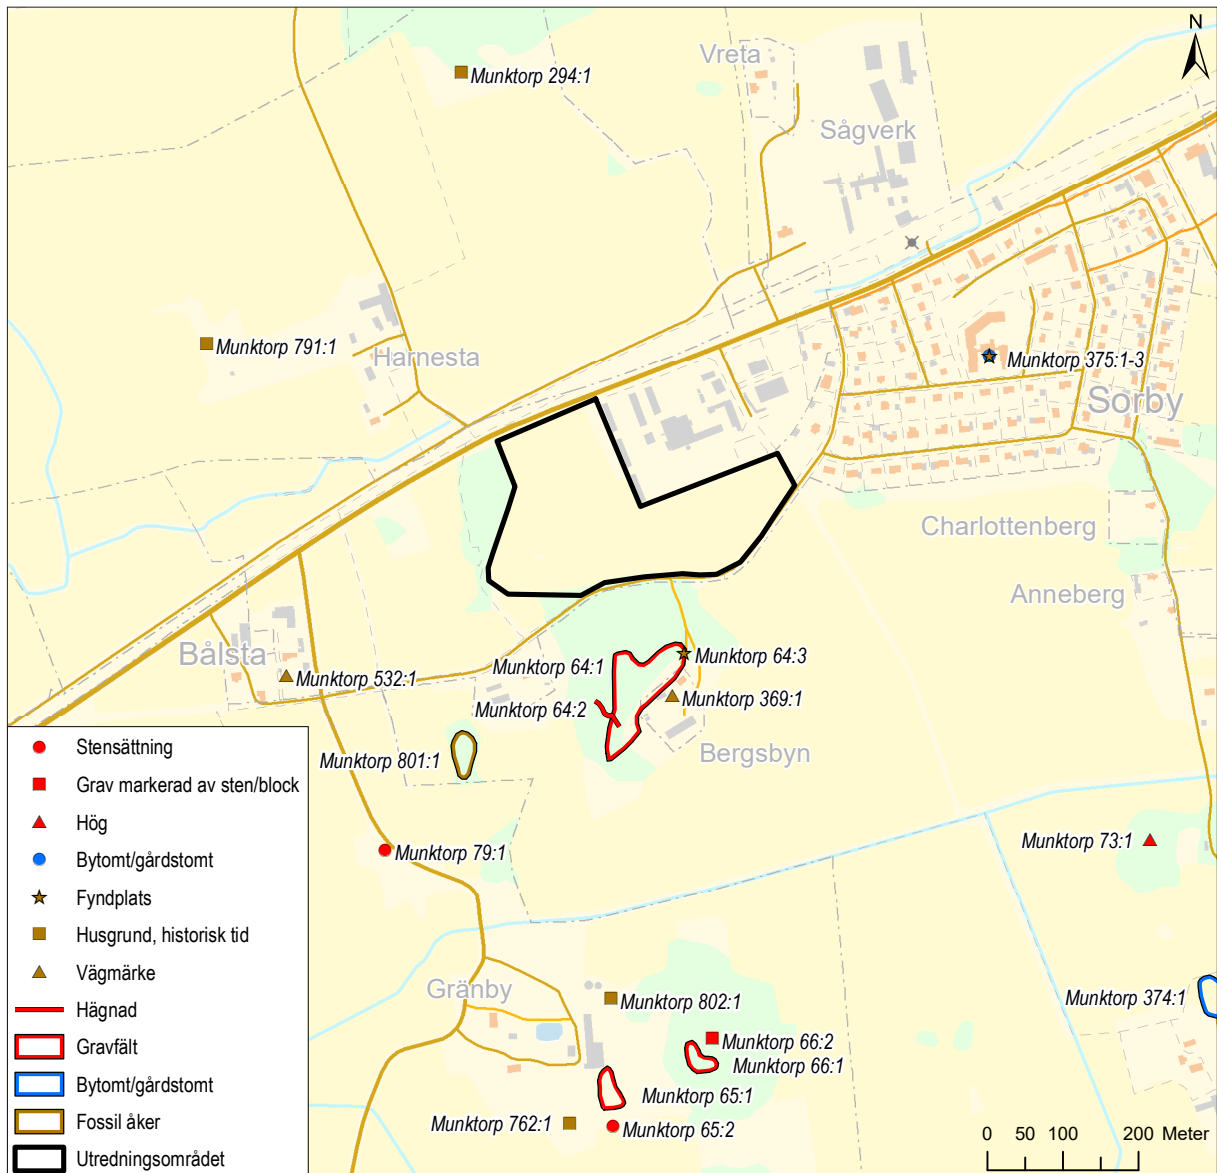 N
Vreta
Munktorp 294:1
Sågverk
Munktorp 791:1
Harnesta
Munktorp 375:1-3
Sorby
Charlottenberg
Anneberg
Bålsta
Munktorp 532:1
Munktorp 64:1
Munktorp 64:3
Munktorp 64:2
Munktorp 369:1
Munktorp 801:1
Bergsbyn
Munktorp 79:1
Munktorp 73:1
Gränby
Munktorp 802:1
Munktorp 374:1
Munktorp 66:2
Munktorp 66:1
Munktorp 65:1
Munktorp 762:1
Munktorp 65:2
Stensättning
Grav markerad av sten/block
Hög
Bytomt/gårdstomt
Fyndplats
Husgrund, historisk tid
Vägmärke
Hägnad
Gravfält
Bytomt/gårdstomt
Fossil åker
Utredningsområdet
0 50 100 200 Meter